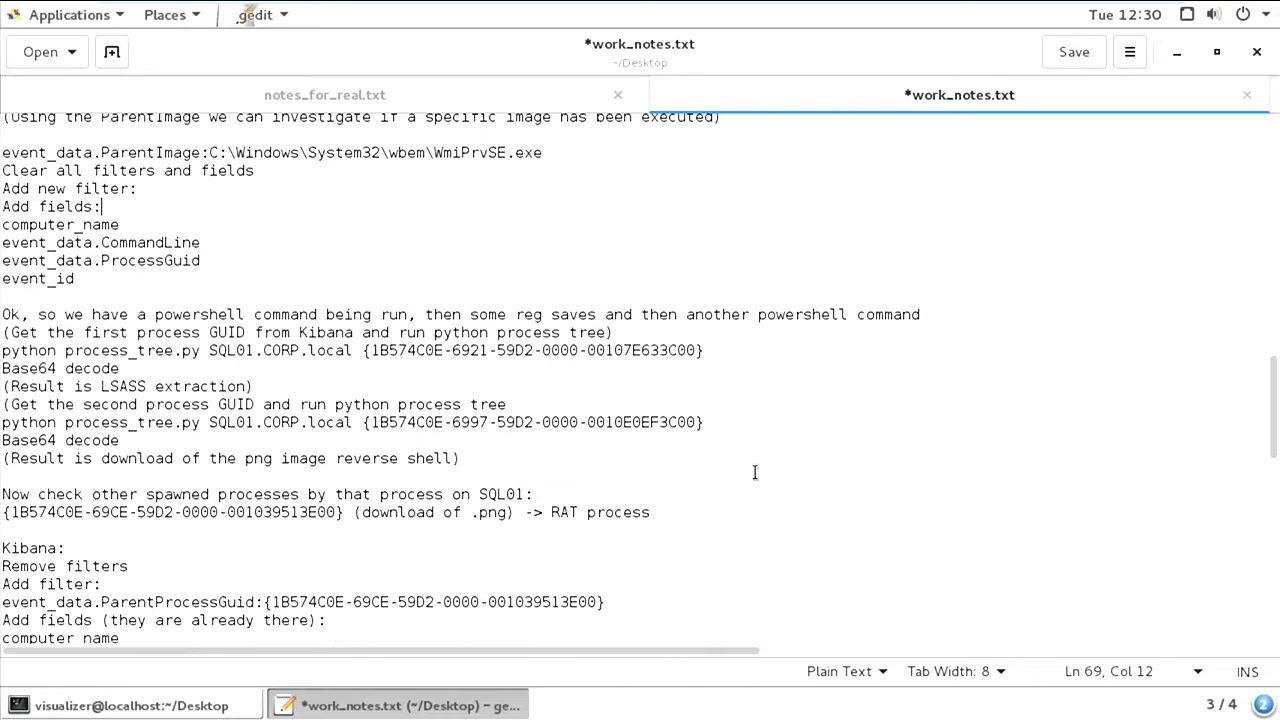 Applications
Places
gedit
Tue 12:30
Open
*work_notes.txt
~/Desktop
Save
notes_for_real.txt
*work_notes.txt
(Using the ParentImage we can investigate if a specific image has been executed)
event_data.ParentImage:C:\Windows\System32\wbem\WmiPrvSE.exe
Clear all filters and fields
Add new filter:
Add fields:
computer_name
event_data.CommandLine
event_data.ProcessGuid
event_id
Ok, so we have a powershell command being run, then some reg saves and then another powershell command
(Get the first process GUID from Kibana and run python process tree)
python process_tree.py SQL01.CORP.local {1B574C0E-6921-59D2-0000-00107E633C00}
Base64 decode
(Result is LSASS extraction)
(Get the second process GUID and run python process tree
python process_tree.py SQL01.CORP.local {1B574C0E-6997-59D2-0000-0010E0EF3C00}
Base64 decode
(Result is download of the png image reverse shell)
Now check other spawned processes by that process on SQL01:
{1B574C0E-69CE-59D2-0000-001039513E00} (download of .png) -> RAT process
Kibana:
Remove filters
Add filter:
event_data.ParentProcessGuid:{1B574C0E-69CE-59D2-0000-001039513E00}
Add fields (they are already there):
computer name
Plain Text
Tab Width: 8
Ln 69, Col 12
INS
visualizer@localhost:~/Desktop
*work_notes.txt (~/Desktop) – ge...
3 / 4
2